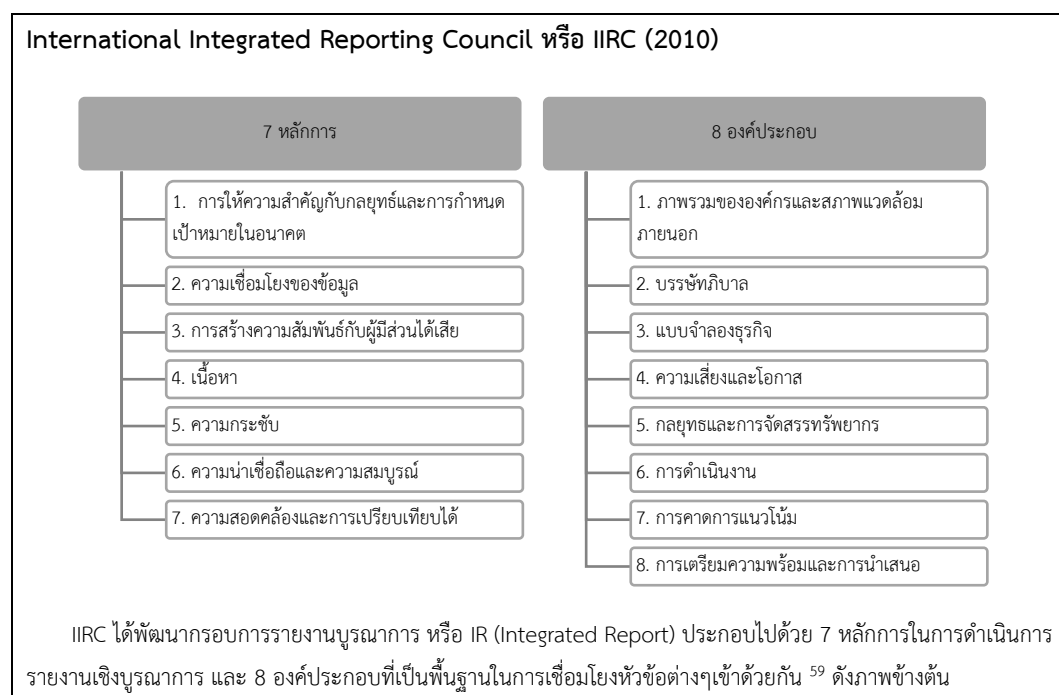 International Integrated Reporting Council หรือ IIRC (2010)
7 หลักการ
1. การให้ความสำคัญกับกลยุทธ์และการกำหนด
เป้าหมายในอนาคต
2. ความเชื่อมโยงของข้อมูล
3. การสร้างความสัมพันธ์กับผู้มีส่วนได้เสีย
4. เนื้อหา
5. ความกระชับ
6. ความน่าเชื่อถือและความสมบูรณ์
7. ความสอดคล้องและการเปรียบเทียบได้
8 องค์ประกอบ
1. ภาพรวมขององค์กรและสภาพแวดล้อม
ภายนอก
2. บรรษัทภิบาล
3. แบบจำลองธุรกิจ
4. ความเสี่ยงและโอกาส
5. กลยุทธและการจัดสรรทรัพยากร
6. การดำเนินงาน
7. การคาดการแนวโน้ม
8. การเตรียมความพร้อมและการนำเสนอ
IIRC ได้พัฒนากรอบการรายงานบูรณาการ หรือ IR (Integrated Report) ประกอบไปด้วย 7 หลักการในการดำเนินการ
รายงานเชิงบูรณาการ และ 8 องค์ประกอบที่เป็นพื้นฐานในการเชื่อมโยงหัวข้อต่างๆเข้าด้วยกัน 59 ดังภาพข้างต้น